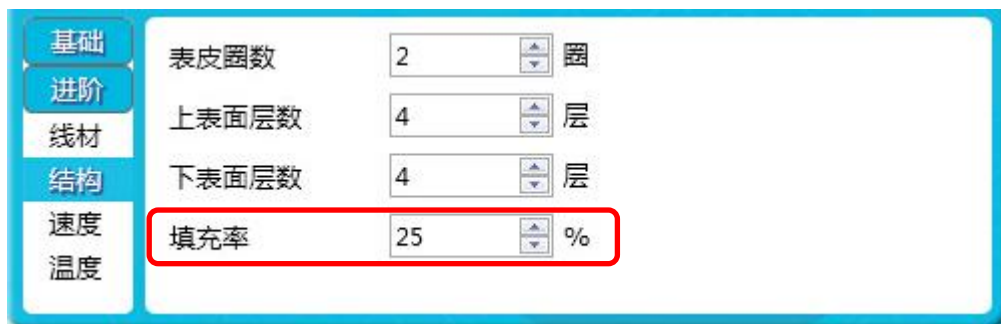 基础
进阶
线材
结构
速度
温度
表皮圈数 2 圈
上表面层数 4 层
下表面层数 4 层
填充率 25 %